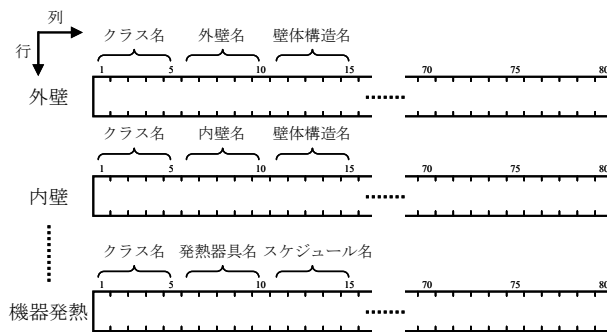 列
行
クラス名 外壁名 壁体構造名
1 5 10 15 70 75 80
外壁
クラス名 内壁名 壁体構造名
1 5 10 15 70 75 80
内壁
クラス名 発熱器具名 スケジュール名
1 5 10 15 70 75 80
機器発熱